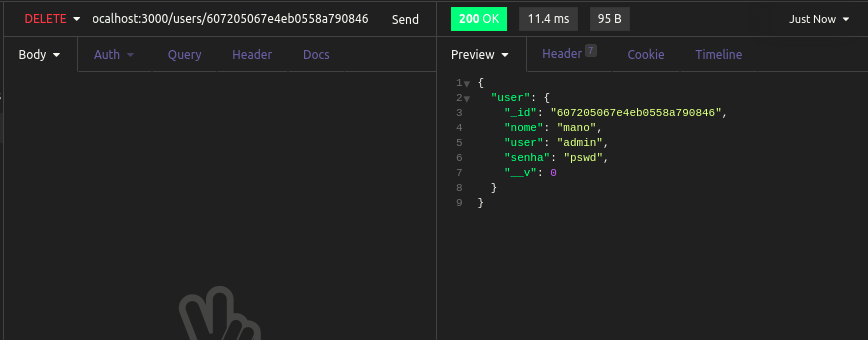 DELETE ocalhost:3000/users/607205067e4eb0558a790846 Send
200 OK 11.4 ms 95 B Just Now
Body Auth Query Header Docs
Preview Header 7 Cookie Timeline
1 {
2 "user": {
3 "_id": "607205067e4eb0558a790846",
4 "nome": "mano",
5 "user": "admin",
6 "senha": "pswd",
7 "__v": 0
8 }
9 }